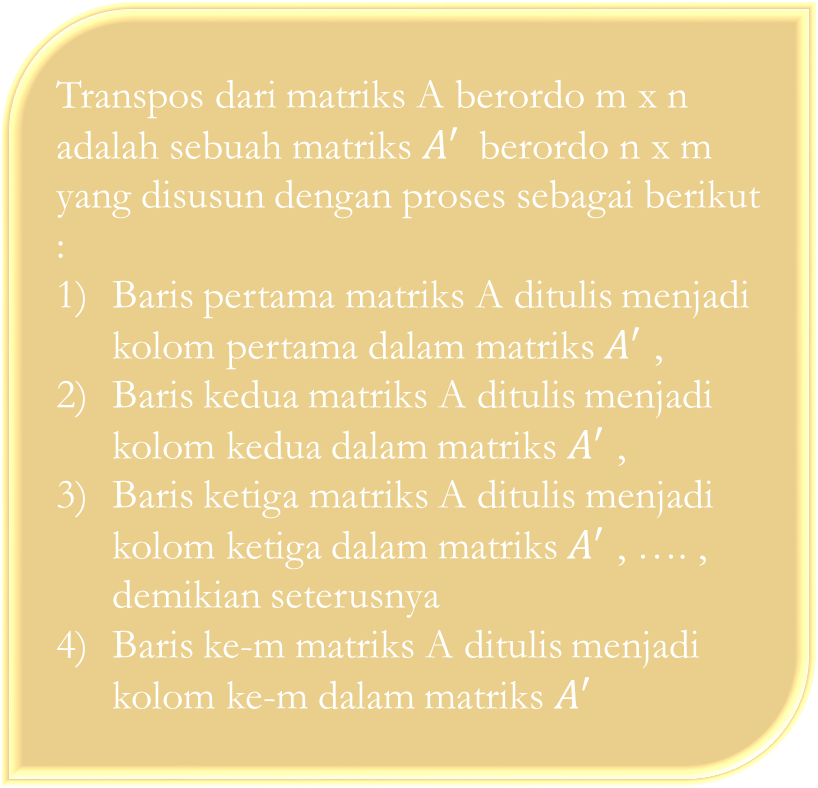 Transpos dari matriks A berordo m x n
adalah sebuah matriks A′ berordo n x m
yang disusun dengan proses sebagai berikut
:
1) Baris pertama matriks A ditulis menjadi
kolom pertama dalam matriks A′ ,
2) Baris kedua matriks A ditulis menjadi
kolom kedua dalam matriks A′ ,
3) Baris ketiga matriks A ditulis menjadi
kolom ketiga dalam matriks A′ , …. ,
demikian seterusnya
4) Baris ke-m matriks A ditulis menjadi
kolom ke-m dalam matriks A′